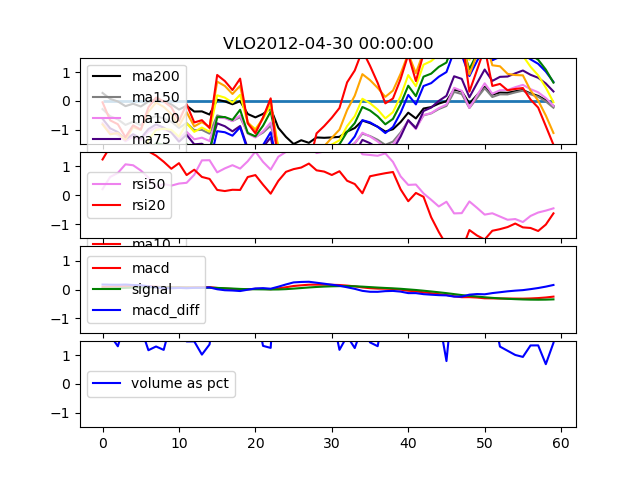 VLO2012-04-30 00:00:00
1
0
−1
ma200
ma150
ma100
ma75
1
0
−1
rsi50
rsi20
ma10
1
0
−1
macd
signal
macd_diff
1
0
−1
volume as pct
0 10 20 30 40 50 60